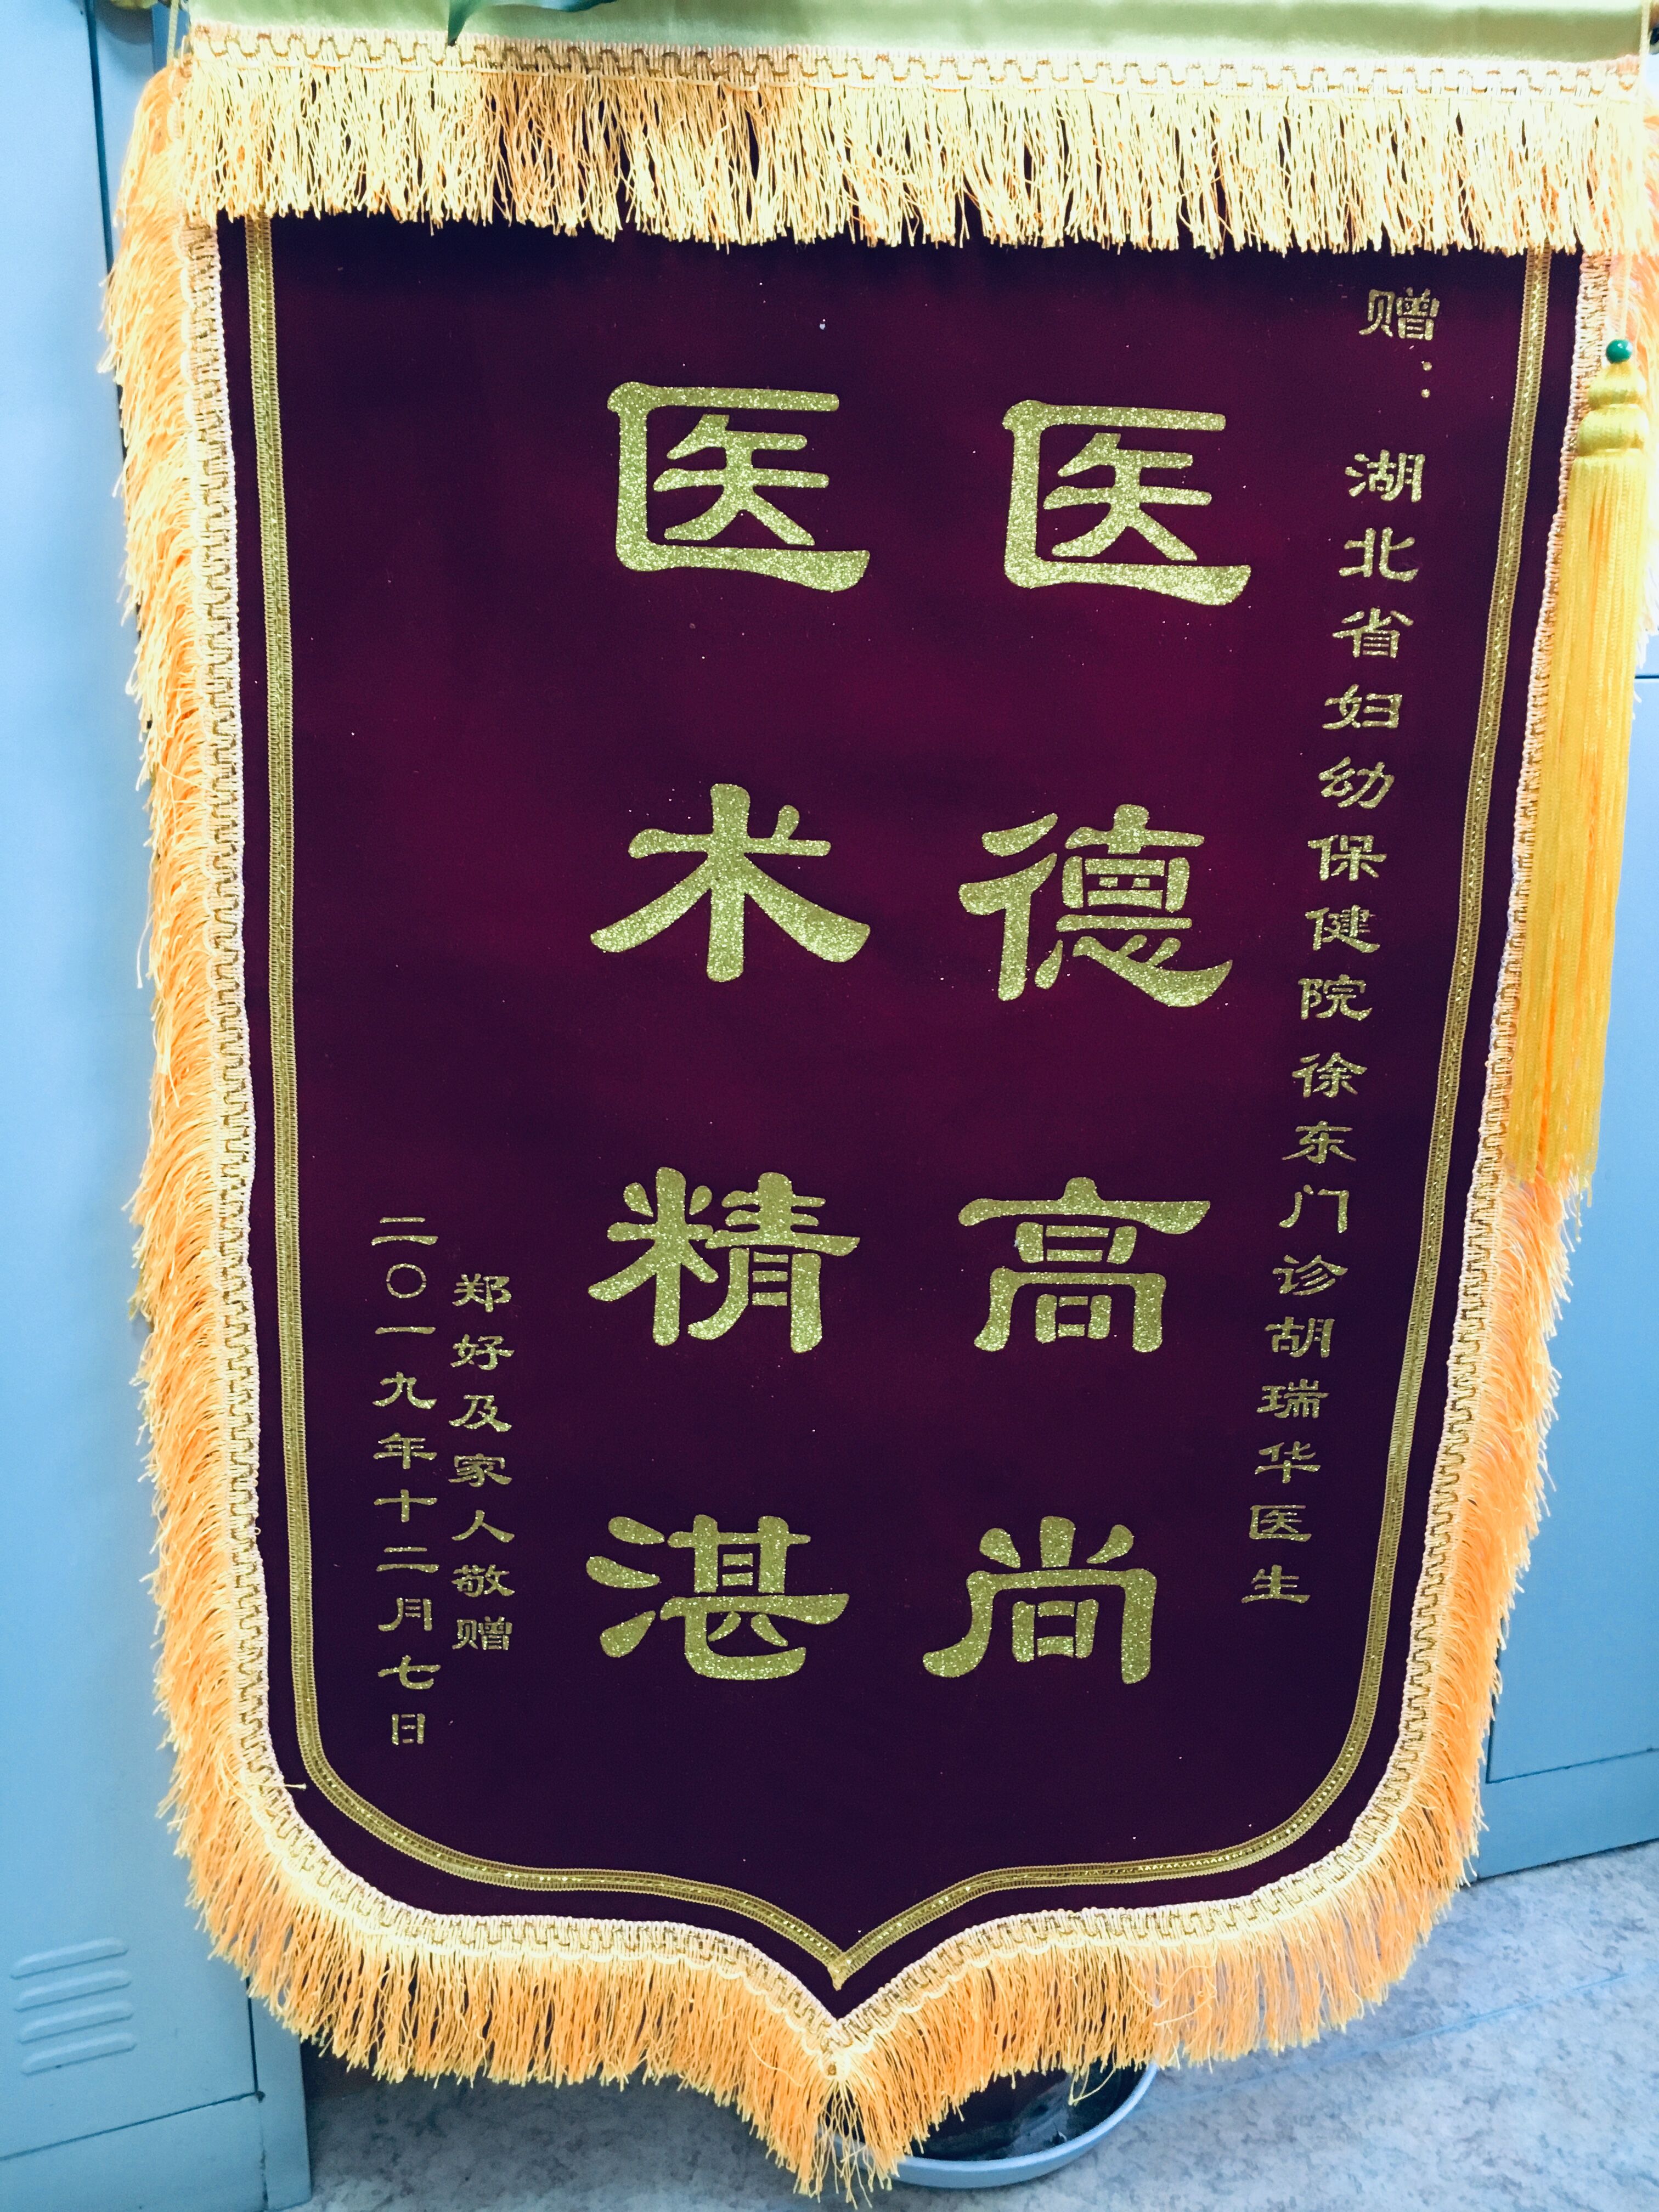 赠：湖北省妇幼保健院徐东门诊胡瑞华医生
医德高尚
医术精湛
郑好及家人敬赠
二〇一九年十二月七日